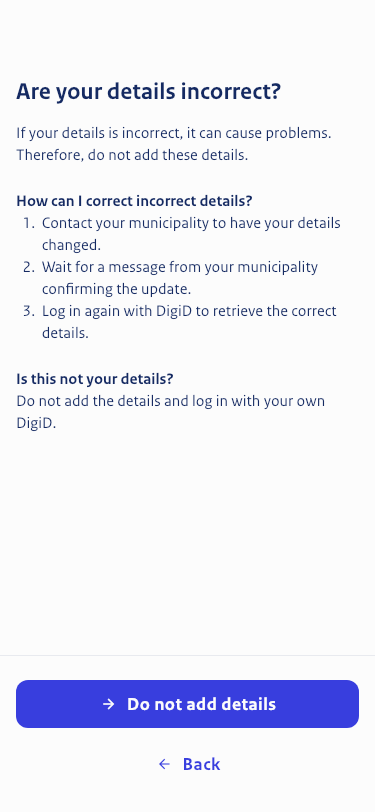 Are your details incorrect?
If your details is incorrect, it can cause problems.
Therefore, do not add these details.
How can I correct incorrect details?
1. Contact your municipality to have your details
changed.
2. Wait for a message from your municipality
confirming the update.
3. Log in again with DigiD to retrieve the correct
details.
Is this not your details?
Do not add the details and log in with your own
DigiD.
→ Do not add details
← Back